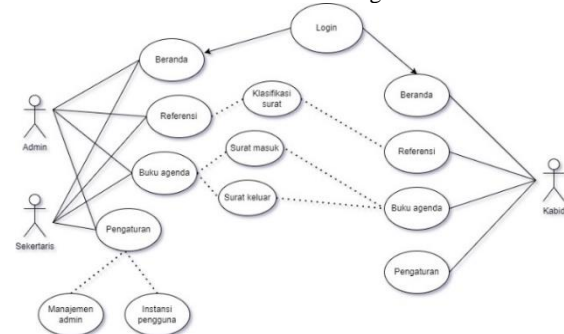 Login
Beranda
Beranda
Klasifikasi
surat
Referensi
Admin
Surat masuk
Referensi
Buku agenda
Surat keluar
Buku agenda
Kabid
Sekertaris
Pengaturan
Pengaturan
Manajemen
admin
Instansi
pengguna